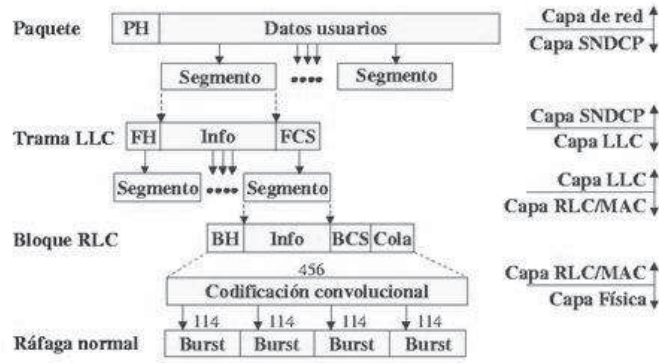 Paquete PH Datos usuarios Capa de red
Capa SNDCP
Segmento Segmento
Capa SNDCP
Trama LLC FH Info FCS Capa LLC
Segmento Segmento Capa LLC
Capa RLC/MAC
Bloque RLC BH Info BCS Cola
456 Capa RLC/MAC
Codificación convolucional Capa Física
114 114 114 114
Ráfaga normal Burst Burst Burst Burst